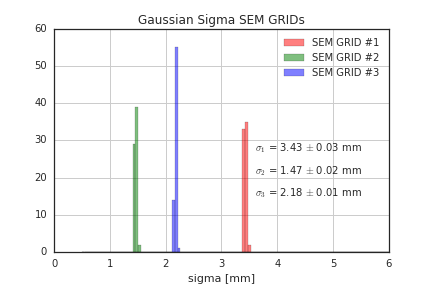 Gaussian Sigma SEM GRIDs
60
50
40
30
20
10
0
SEM GRID #1
SEM GRID #2
SEM GRID #3
σ₁ = 3.43 ± 0.03 mm
σ₂ = 1.47 ± 0.02 mm
σ₃ = 2.18 ± 0.01 mm
0 1 2 3 4 5 6
sigma [mm]